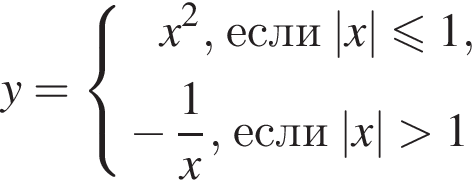 y = { x², если |x| ⩽ 1,
− 1/x, если |x| > 1